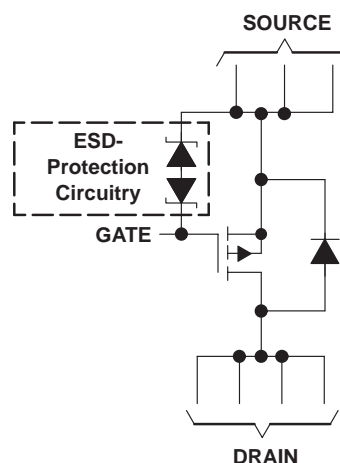 SOURCE
ESD-
Protection
Circuitry
GATE
DRAIN